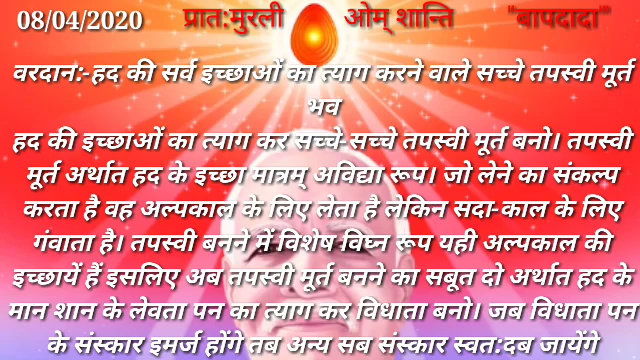 08/04/2020 प्रात:मुरली ओम् शान्ति "बापदादा"
वरदान:-हद की सर्व इच्छाओं का त्याग करने वाले सच्चे तपस्वी मूर्त
भव
हद की इच्छाओं का त्याग कर सच्चे-सच्चे तपस्वी मूर्त बनो। तपस्वी
मूर्त अर्थात हद के इच्छा मात्रम् अविद्या रूप। जो लेने का संकल्प
करता है वह अल्पकाल के लिए लेता है लेकिन सदा-काल के लिए
गंवाता है। तपस्वी बनने में विशेष विघ्न रूप यही अल्पकाल की
इच्छायें हैं इसलिए अब तपस्वी मूर्त बनने का सबूत दो अर्थात हद के
मान शान के लेवता पन का त्याग कर विधाता बनो। जब विधाता पन
के संस्कार इमर्ज होंगे तब अन्य सब संस्कार स्वत:दब जायेंगे